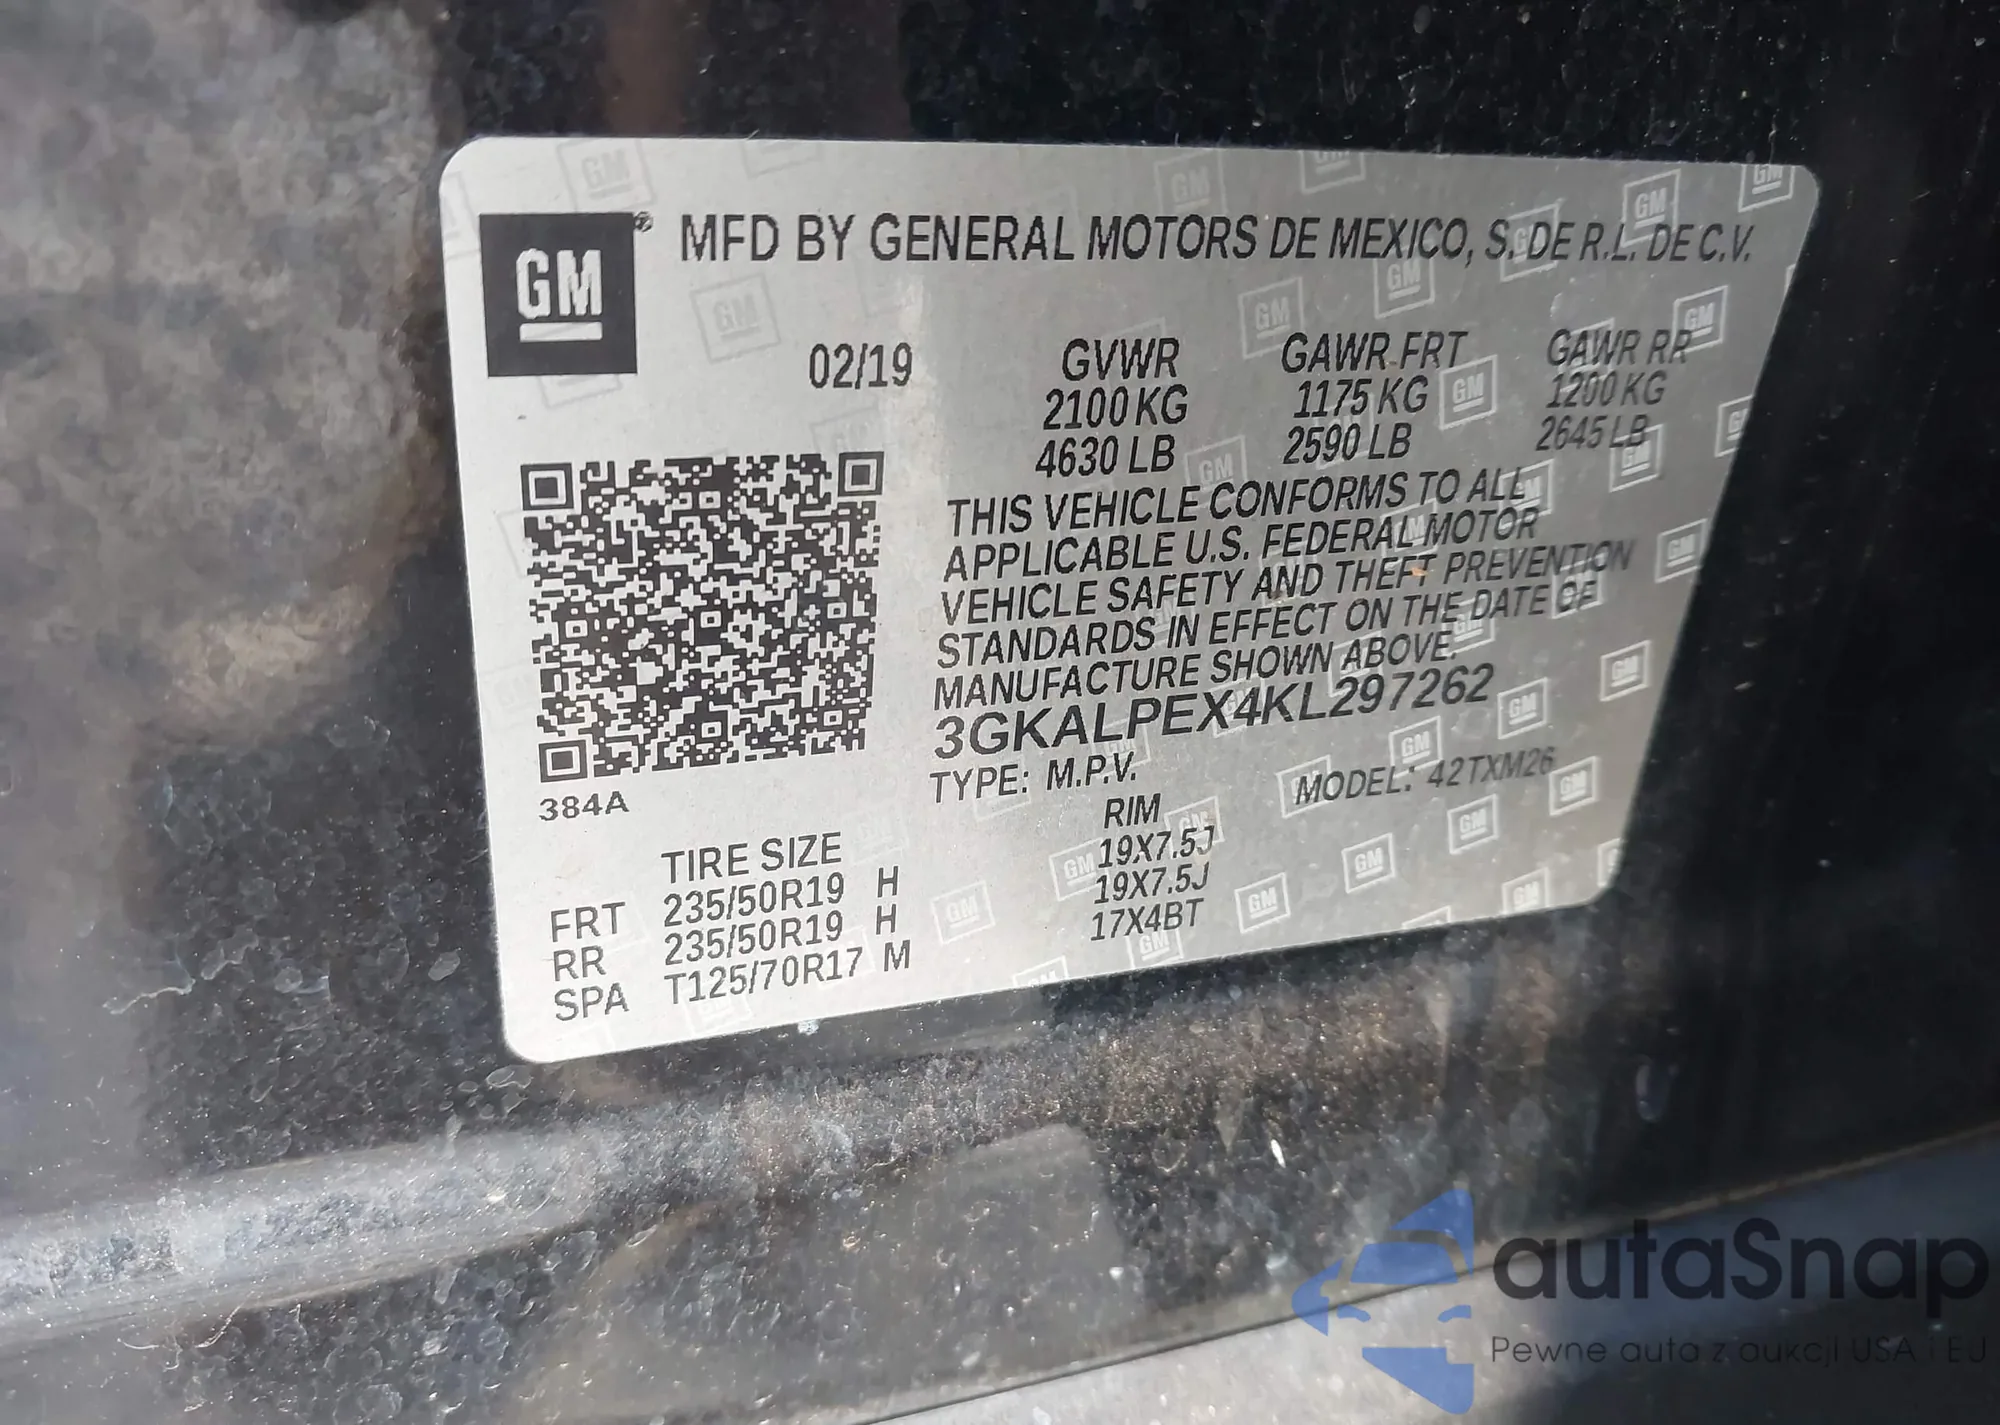 GM ® MFD BY GENERAL MOTORS DE MEXICO, S. DE R.L. DE C.V.
02/19
GVWR GAWR FRT GAWR RR
2100 KG 1175 KG 1200 KG
4630 LB 2590 LB 2645 LB
THIS VEHICLE CONFORMS TO ALL
APPLICABLE U.S. FEDERAL MOTOR
VEHICLE SAFETY AND THEFT PREVENTION
STANDARDS IN EFFECT ON THE DATE OF
MANUFACTURE SHOWN ABOVE.
3GKALPEX4KL297262
TYPE: M.P.V. MODEL: 42TXM26
384A
TIRE SIZE RIM
FRT 235/50R19 H 19X7.5J
RR 235/50R19 H 19X7.5J
SPA T125/70R17 M 17X4BT
autaSnap
Pewne auta z aukcji USA i EU